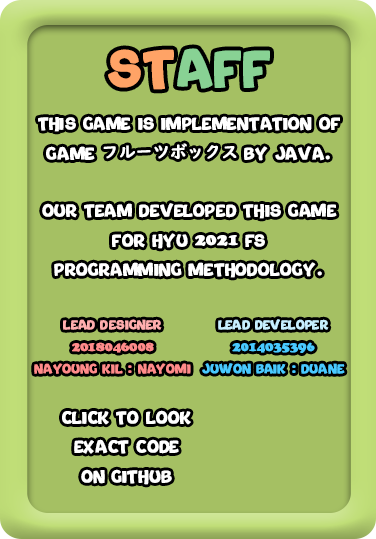 STAFF
THIS GAME IS IMPLEMENTATION OF
GAME フルーツボックス BY JAVA.
OUR TEAM DEVELOPED THIS GAME
FOR HYU 2021 FS
PROGRAMMING METHODOLOGY.
LEAD DESIGNER
2018046008
NAYOUNG KIL : NAYOMI
LEAD DEVELOPER
2014035396
JUWON BAIK : DUANE
CLICK TO LOOK
EXACT CODE
ON GITHUB